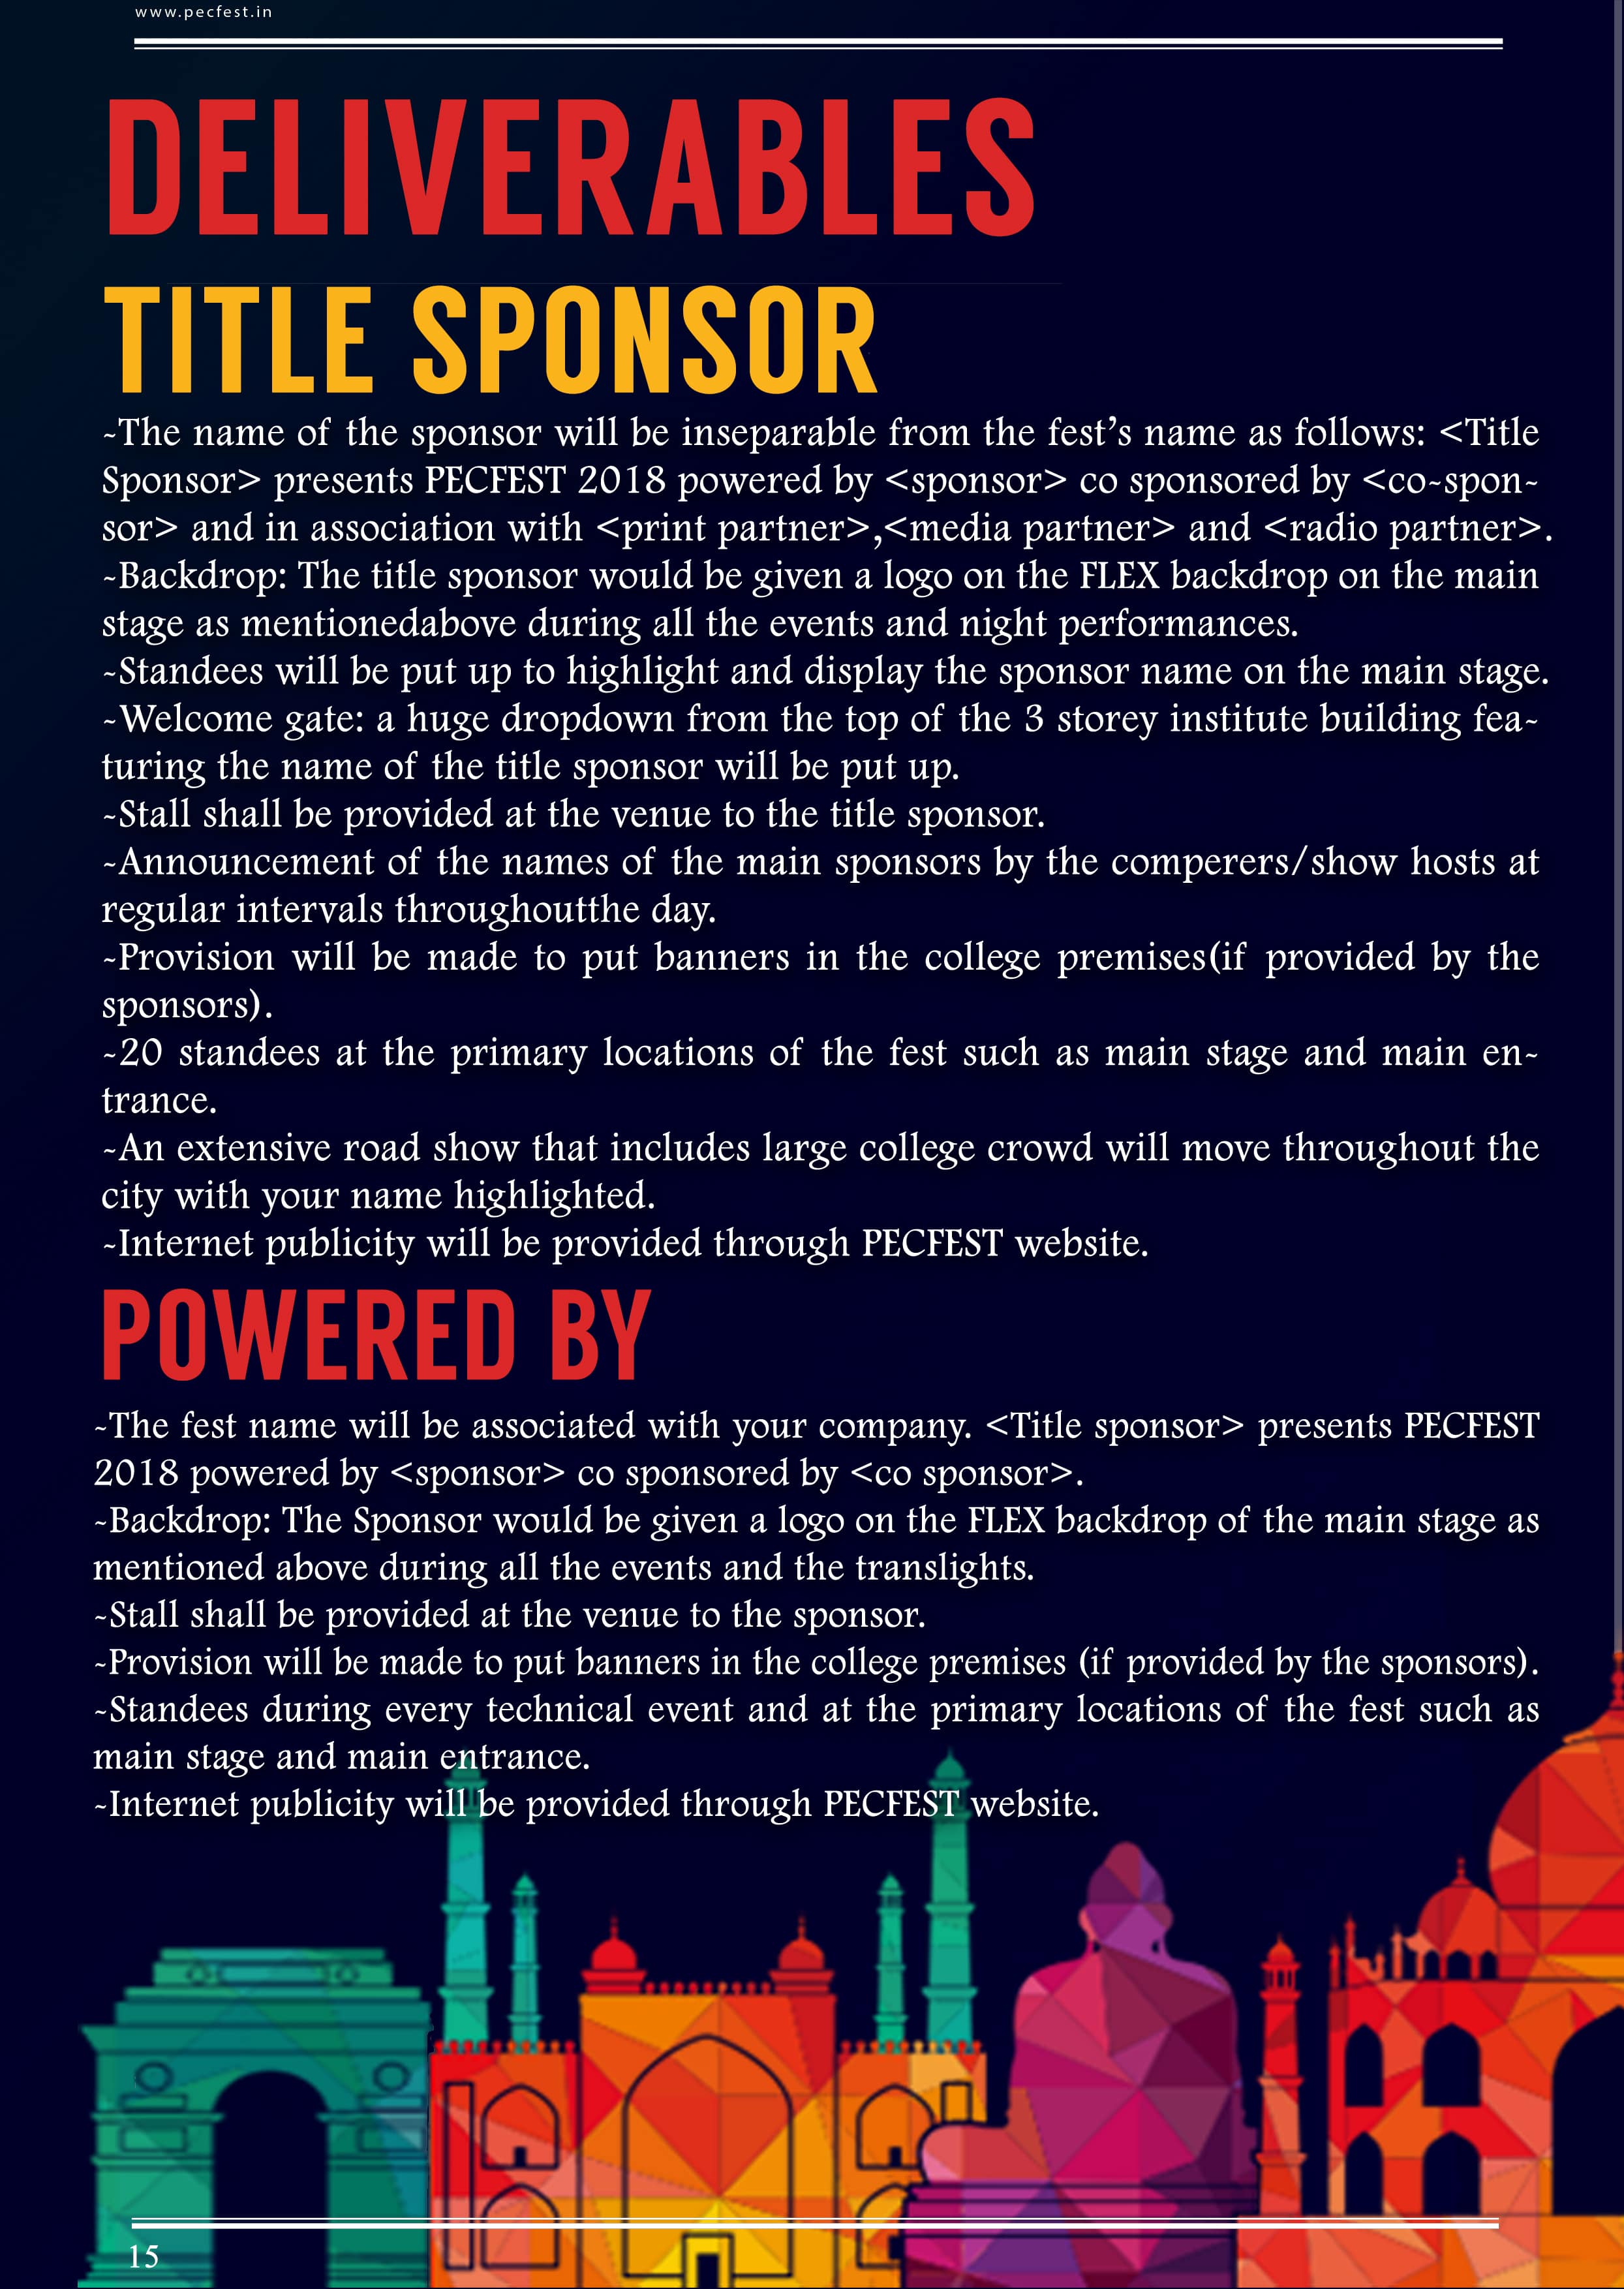 www.pecfest.in
DELIVERABLES
TITLE SPONSOR
~The name of the sponsor will be inseparable from the fest’s name as follows: <Title
Sponsor> presents PECFEST 2018 powered by <sponsor> co sponsored by <co-spon-
sor> and in association with <print partner>,<media partner> and <radio partner>.
~Backdrop: The title sponsor would be given a logo on the FLEX backdrop on the main
stage as mentionedabove during all the events and night performances.
~Standees will be put up to highlight and display the sponsor name on the main stage.
~Welcome gate: a huge dropdown from the top of the 3 storey institute building fea-
turing the name of the title sponsor will be put up.
~Stall shall be provided at the venue to the title sponsor.
~Announcement of the names of the main sponsors by the comperers/show hosts at
regular intervals throughoutthe day.
~Provision will be made to put banners in the college premises(if provided by the
sponsors).
~20 standees at the primary locations of the fest such as main stage and main en-
trance.
~An extensive road show that includes large college crowd will move throughout the
city with your name highlighted.
~Internet publicity will be provided through PECFEST website.
POWERED BY
~The fest name will be associated with your company. <Title sponsor> presents PECFEST
2018 powered by <sponsor> co sponsored by <co sponsor>.
~Backdrop: The Sponsor would be given a logo on the FLEX backdrop of the main stage as
mentioned above during all the events and the translights.
~Stall shall be provided at the venue to the sponsor.
~Provision will be made to put banners in the college premises (if provided by the sponsors).
~Standees during every technical event and at the primary locations of the fest such as
main stage and main entrance.
~Internet publicity will be provided through PECFEST website.
15